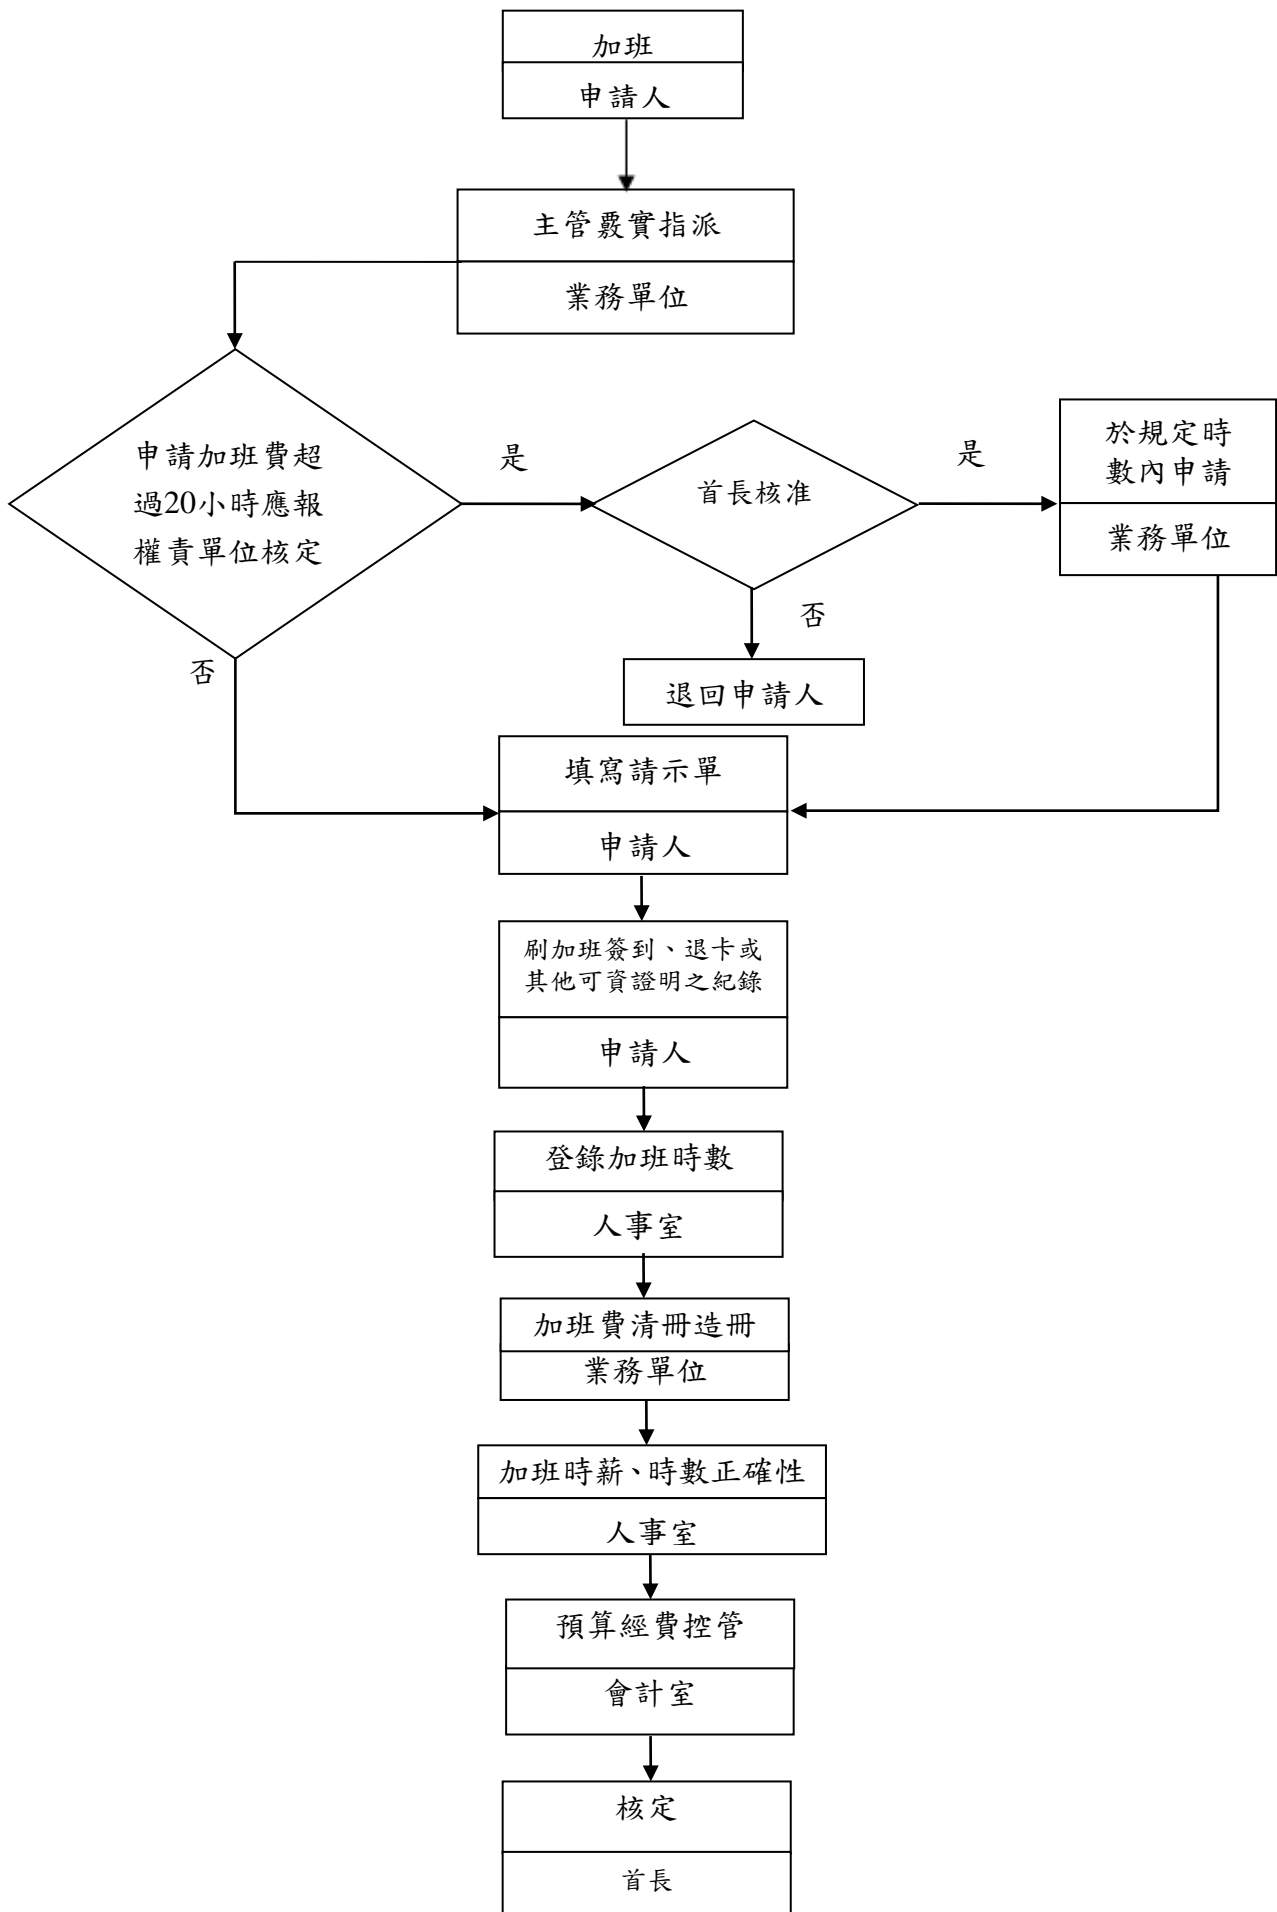 加班
申請人
主管覈實指派
業務單位
申請加班費超
過20小時應報
權責單位核定
是
首長核准
是
於規定時
數內申請
業務單位
否
否
退回申請人
填寫請示單
申請人
刷加班簽到、退卡或
其他可資證明之紀錄
申請人
登錄加班時數
人事室
加班費清冊造冊
業務單位
加班時薪、時數正確性
人事室
預算經費控管
會計室
核定
首長